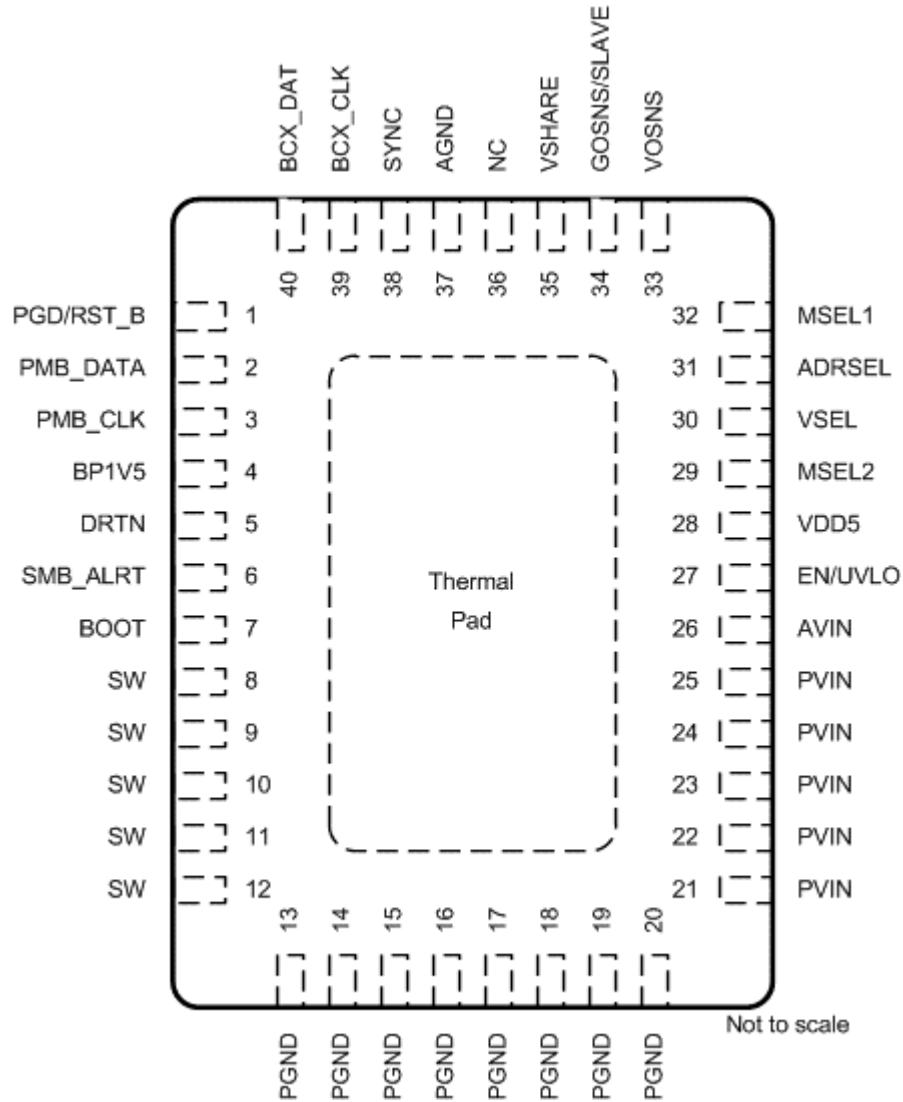 BCX_DAT
BCX_CLK
SYNC
AGND
NC
VSHARE
GOSNS/SLAVE
VOSNS
40
39
38
37
36
35
34
33
PGD/RST_B 1
32 MSEL1
PMB_DATA 2
31 ADRSEL
PMB_CLK 3
30 VSEL
BP1V5 4
29 MSEL2
DRTN 5
28 VDD5
SMB_ALRT 6
27 EN/UVLO
BOOT 7
26 AVIN
SW 8
25 PVIN
SW 9
24 PVIN
SW 10
23 PVIN
SW 11
22 PVIN
SW 12
21 PVIN
Thermal
Pad
13
14
15
16
17
18
19
20
PGND
PGND
PGND
PGND
PGND
PGND
PGND
PGND
Not to scale